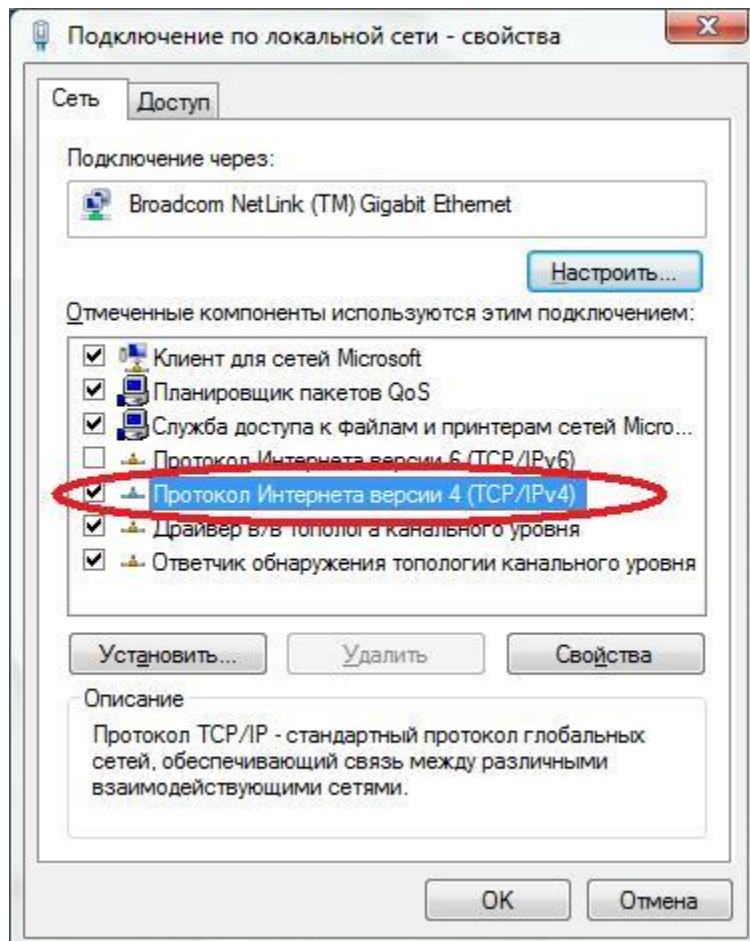 Подключение по локальной сети - свойства
Сеть
Доступ
Подключение через:
Broadcom NetLink (TM) Gigabit Ethernet
Настроить...
Отмеченные компоненты используются этим подключением:
Клиент для сетей Microsoft
Планировщик пакетов QoS
Служба доступа к файлам и принтерам сетей Micro...
Протокол Интернета версии 6 (TCP/IPv6)
Протокол Интернета версии 4 (TCP/IPv4)
Драйвер в/в тополога канального уровня
Ответчик обнаружения топологии канального уровня
Установить...
Удалить
Свойства
Описание
Протокол TCP/IP - стандартный протокол глобальных
сетей, обеспечивающий связь между различными
взаимодействующими сетями.
OK
Отмена